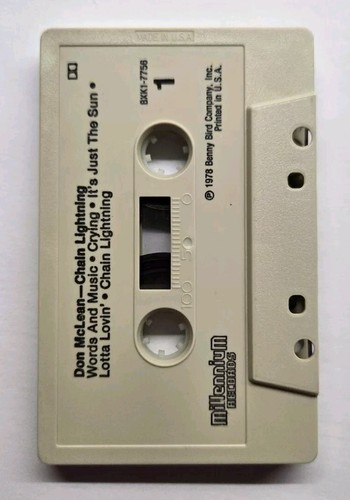 MADE IN U.S.A.
Don McLean—Chain Lightning
Words And Music • Crying • It's Just The Sun •
Lotta Lovin' • Chain Lightning
BXK1-7756
1
100 50 0
℗ 1978 Benny Bird Company, Inc.
Printed in U.S.A.
Millennium
RECORDS